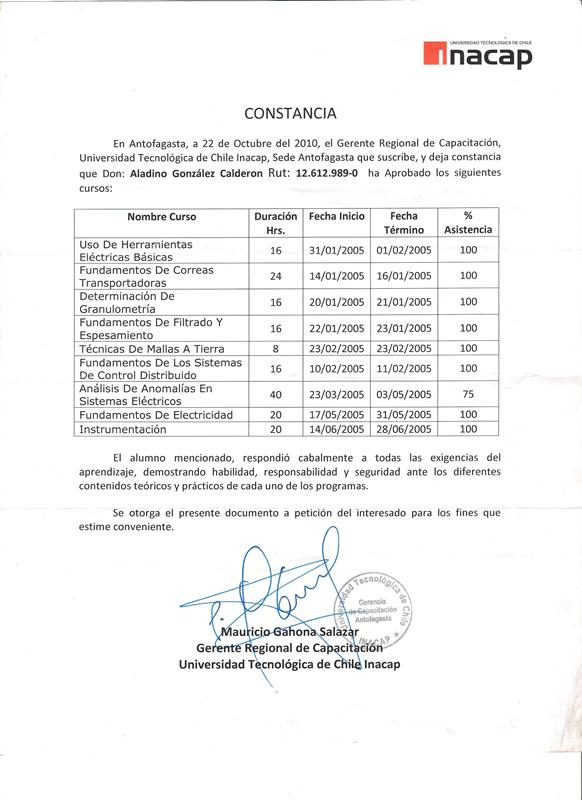 UNIVERSIDAD TECNOLOGICA DE CHILE
inacap
CONSTANCIA
En Antofagasta, a 22 de Octubre del 2010, el Gerente Regional de Capacitación,
Universidad Tecnológica de Chile Inacap, Sede Antofagasta que suscribe, y deja constancia
que Don: Aladino González Calderon Rut: 12.612.989-0 ha Aprobado los siguientes
cursos:
Nombre Curso Duración Hrs. Fecha Inicio Fecha Término % Asistencia
Uso De Herramientas Eléctricas Básicas 16 31/01/2005 01/02/2005 100
Fundamentos De Correas Transportadoras 24 14/01/2005 16/01/2005 100
Determinación De Granulometría 16 20/01/2005 21/01/2005 100
Fundamentos De Filtrado Y Espesamiento 16 22/01/2005 23/01/2005 100
Técnicas De Mallas A Tierra 8 23/02/2005 23/02/2005 100
Fundamentos De Los Sistemas De Control Distribuido 16 10/02/2005 11/02/2005 100
Análisis De Anomalías En Sistemas Eléctricos 40 23/03/2005 03/05/2005 75
Fundamentos De Electricidad 20 17/05/2005 31/05/2005 100
Instrumentación 20 14/06/2005 28/06/2005 100
El alumno mencionado, respondió cabalmente a todas las exigencias del
aprendizaje, demostrando habilidad, responsabilidad y seguridad ante los diferentes
contenidos teóricos y prácticos de cada uno de los programas.
Se otorga el presente documento a petición del interesado para los fines que
estime conveniente.
Universidad Tecnológica de Chile
Gerencia
de Capacitación
Antofagasta
INACAP
Mauricio Gahona Salazar
Gerente Regional de Capacitación
Universidad Tecnológica de Chile Inacap